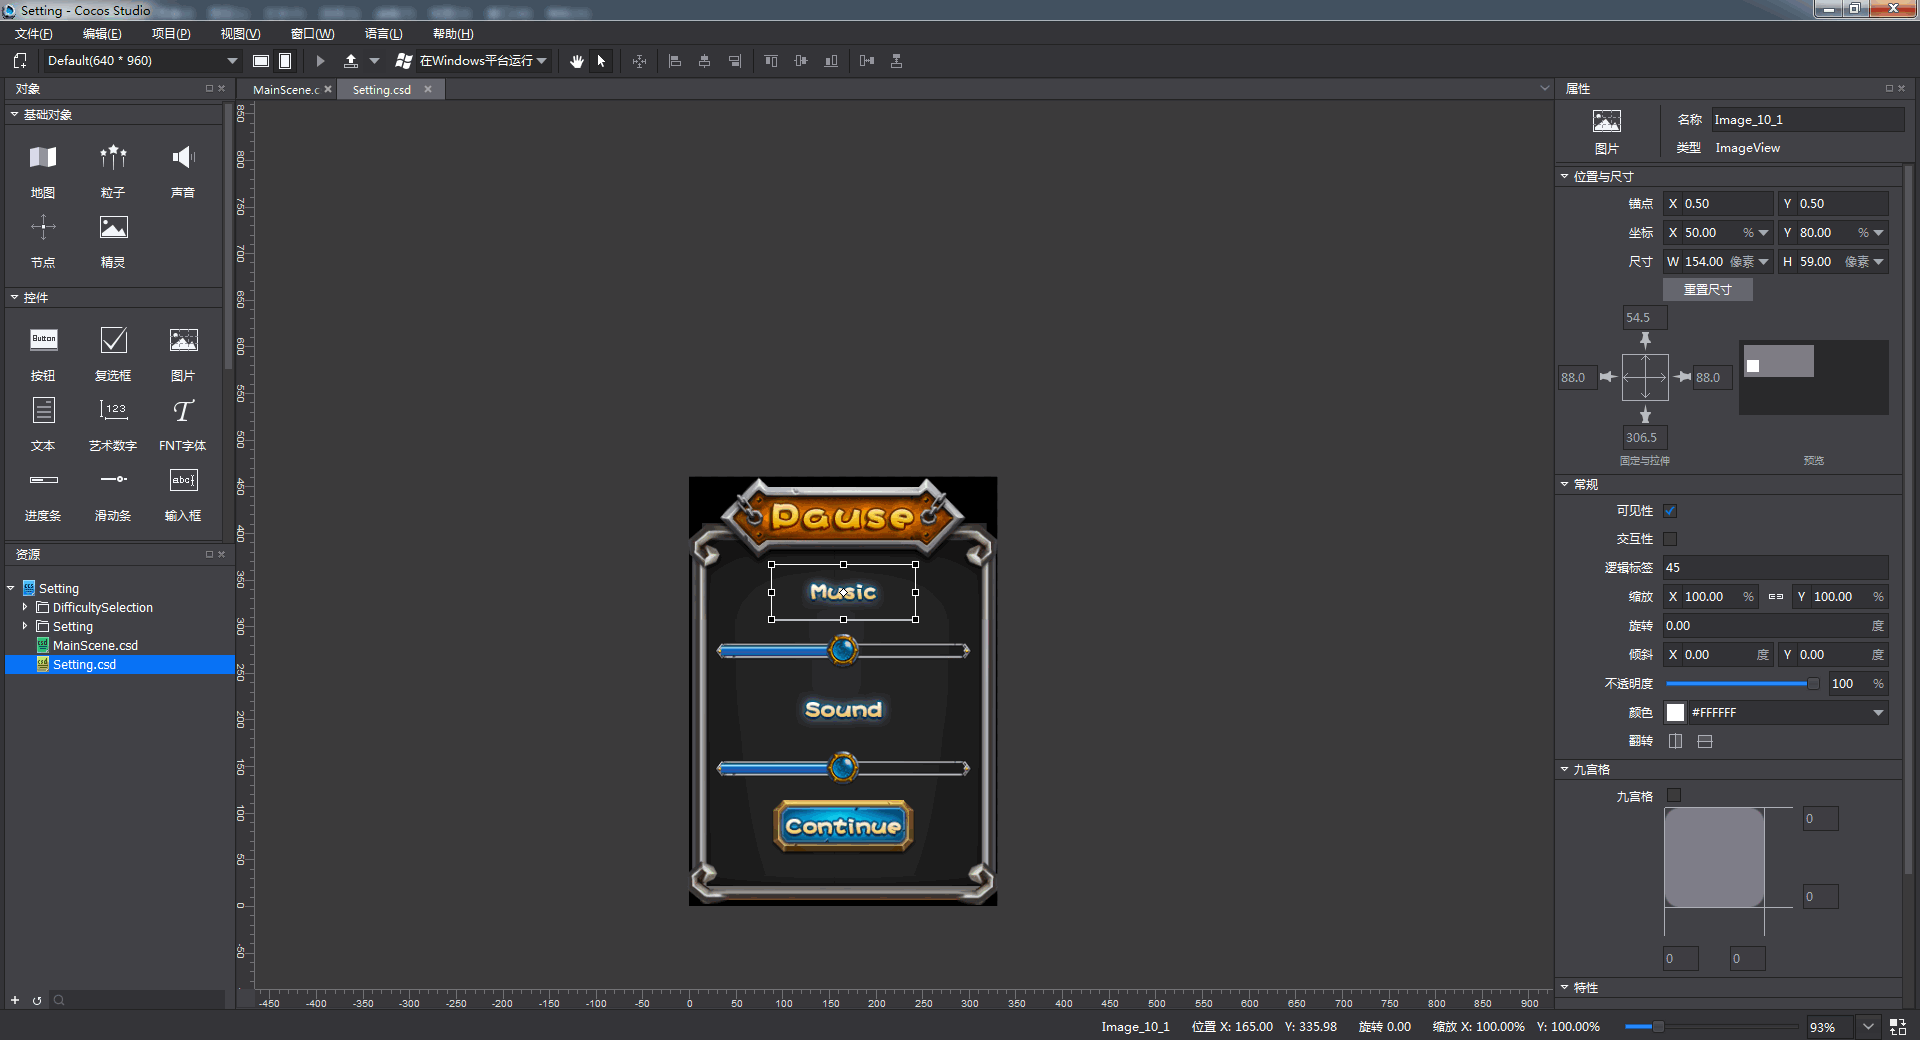 Setting - Cocos Studio
文件(F) 编辑(E) 项目(P) 视图(V) 窗口(W) 语言(L) 帮助(H)
Default(640 * 960) 在Windows平台运行
对象
基础对象
地图 粒子 声音
节点 精灵
控件
Button
按钮 复选框 图片
123
文本 艺术数字 FNT字体
abc
进度条 滑动条 输入框
资源
Setting
DifficultySelection
Setting
MainScene.csd
Setting.csd
MainScene.c Setting.csd
850
800
750
700
650
600
550
500
450
400
350
300
250
200
150
100
50
0
-50
Pause
Music
Sound
Continue
-450 -400 -350 -300 -250 -200 -150 -100 -50 0 50 100 150 200 250 300 350 400 450 500 550 600 650 700 750 800 850 900
属性
图片
名称 Image_10_1
类型 ImageView
位置与尺寸
锚点 X 0.50 Y 0.50
坐标 X 50.00 % Y 80.00 %
尺寸 W 154.00 像素 H 59.00 像素
重置尺寸
54.5
88.0 88.0
306.5
固定与拉伸 预览
常规
可见性
交互性
逻辑标签 45
缩放 X 100.00 % Y 100.00 %
旋转 0.00 度
倾斜 X 0.00 度 Y 0.00 度
不透明度 100 %
颜色 #FFFFFF
翻转
九宫格
九宫格
0
0
0 0
特性
Image_10_1 位置 X: 165.00 Y: 335.98 旋转 0.00 缩放 X: 100.00% Y: 100.00% 93%